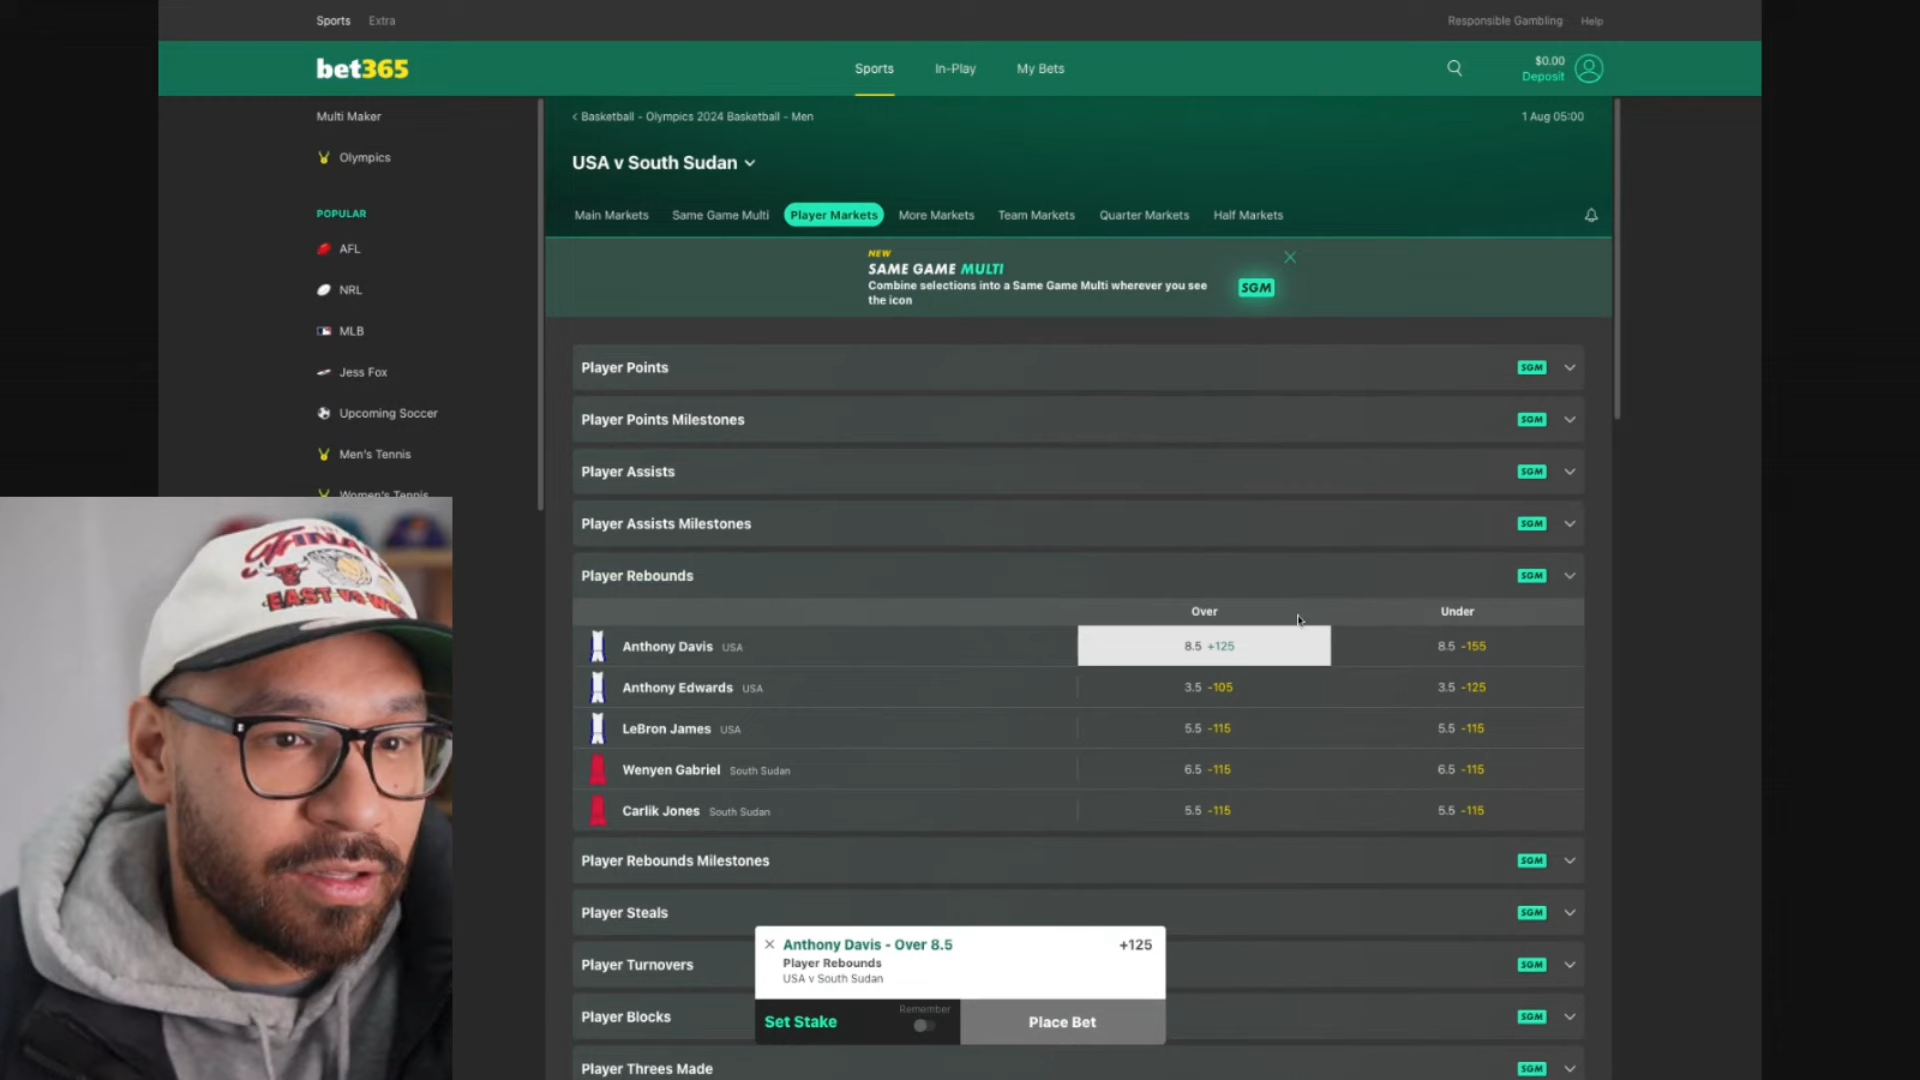 Sports Extra
Responsible Gambling Help
bet365
Sports In-Play My Bets
$0.00
Deposit
Multi Maker
Olympics
POPULAR
AFL
NRL
MLB
Jess Fox
Upcoming Soccer
Men's Tennis
Women's Tennis
< Basketball - Olympics 2024 Basketball - Men
1 Aug 05:00
USA v South Sudan
Main Markets Same Game Multi Player Markets More Markets Team Markets Quarter Markets Half Markets
NEW
SAME GAME MULTI
Combine selections into a Same Game Multi wherever you see
the icon
SGM
Player Points SGM
Player Points Milestones SGM
Player Assists SGM
Player Assists Milestones SGM
Player Rebounds SGM
Over Under
Anthony Davis USA 8.5 +125 8.5 -155
Anthony Edwards USA 3.5 -105 3.5 -125
LeBron James USA 5.5 -115 5.5 -115
Wenyen Gabriel South Sudan 6.5 -115 6.5 -115
Carlik Jones South Sudan 5.5 -115 5.5 -115
Player Rebounds Milestones SGM
Player Steals SGM
Player Turnovers SGM
Player Blocks SGM
Player Threes Made SGM
Anthony Davis - Over 8.5 +125
Player Rebounds
USA v South Sudan
Set Stake Remember Place Bet
FINAL
EAST VS W